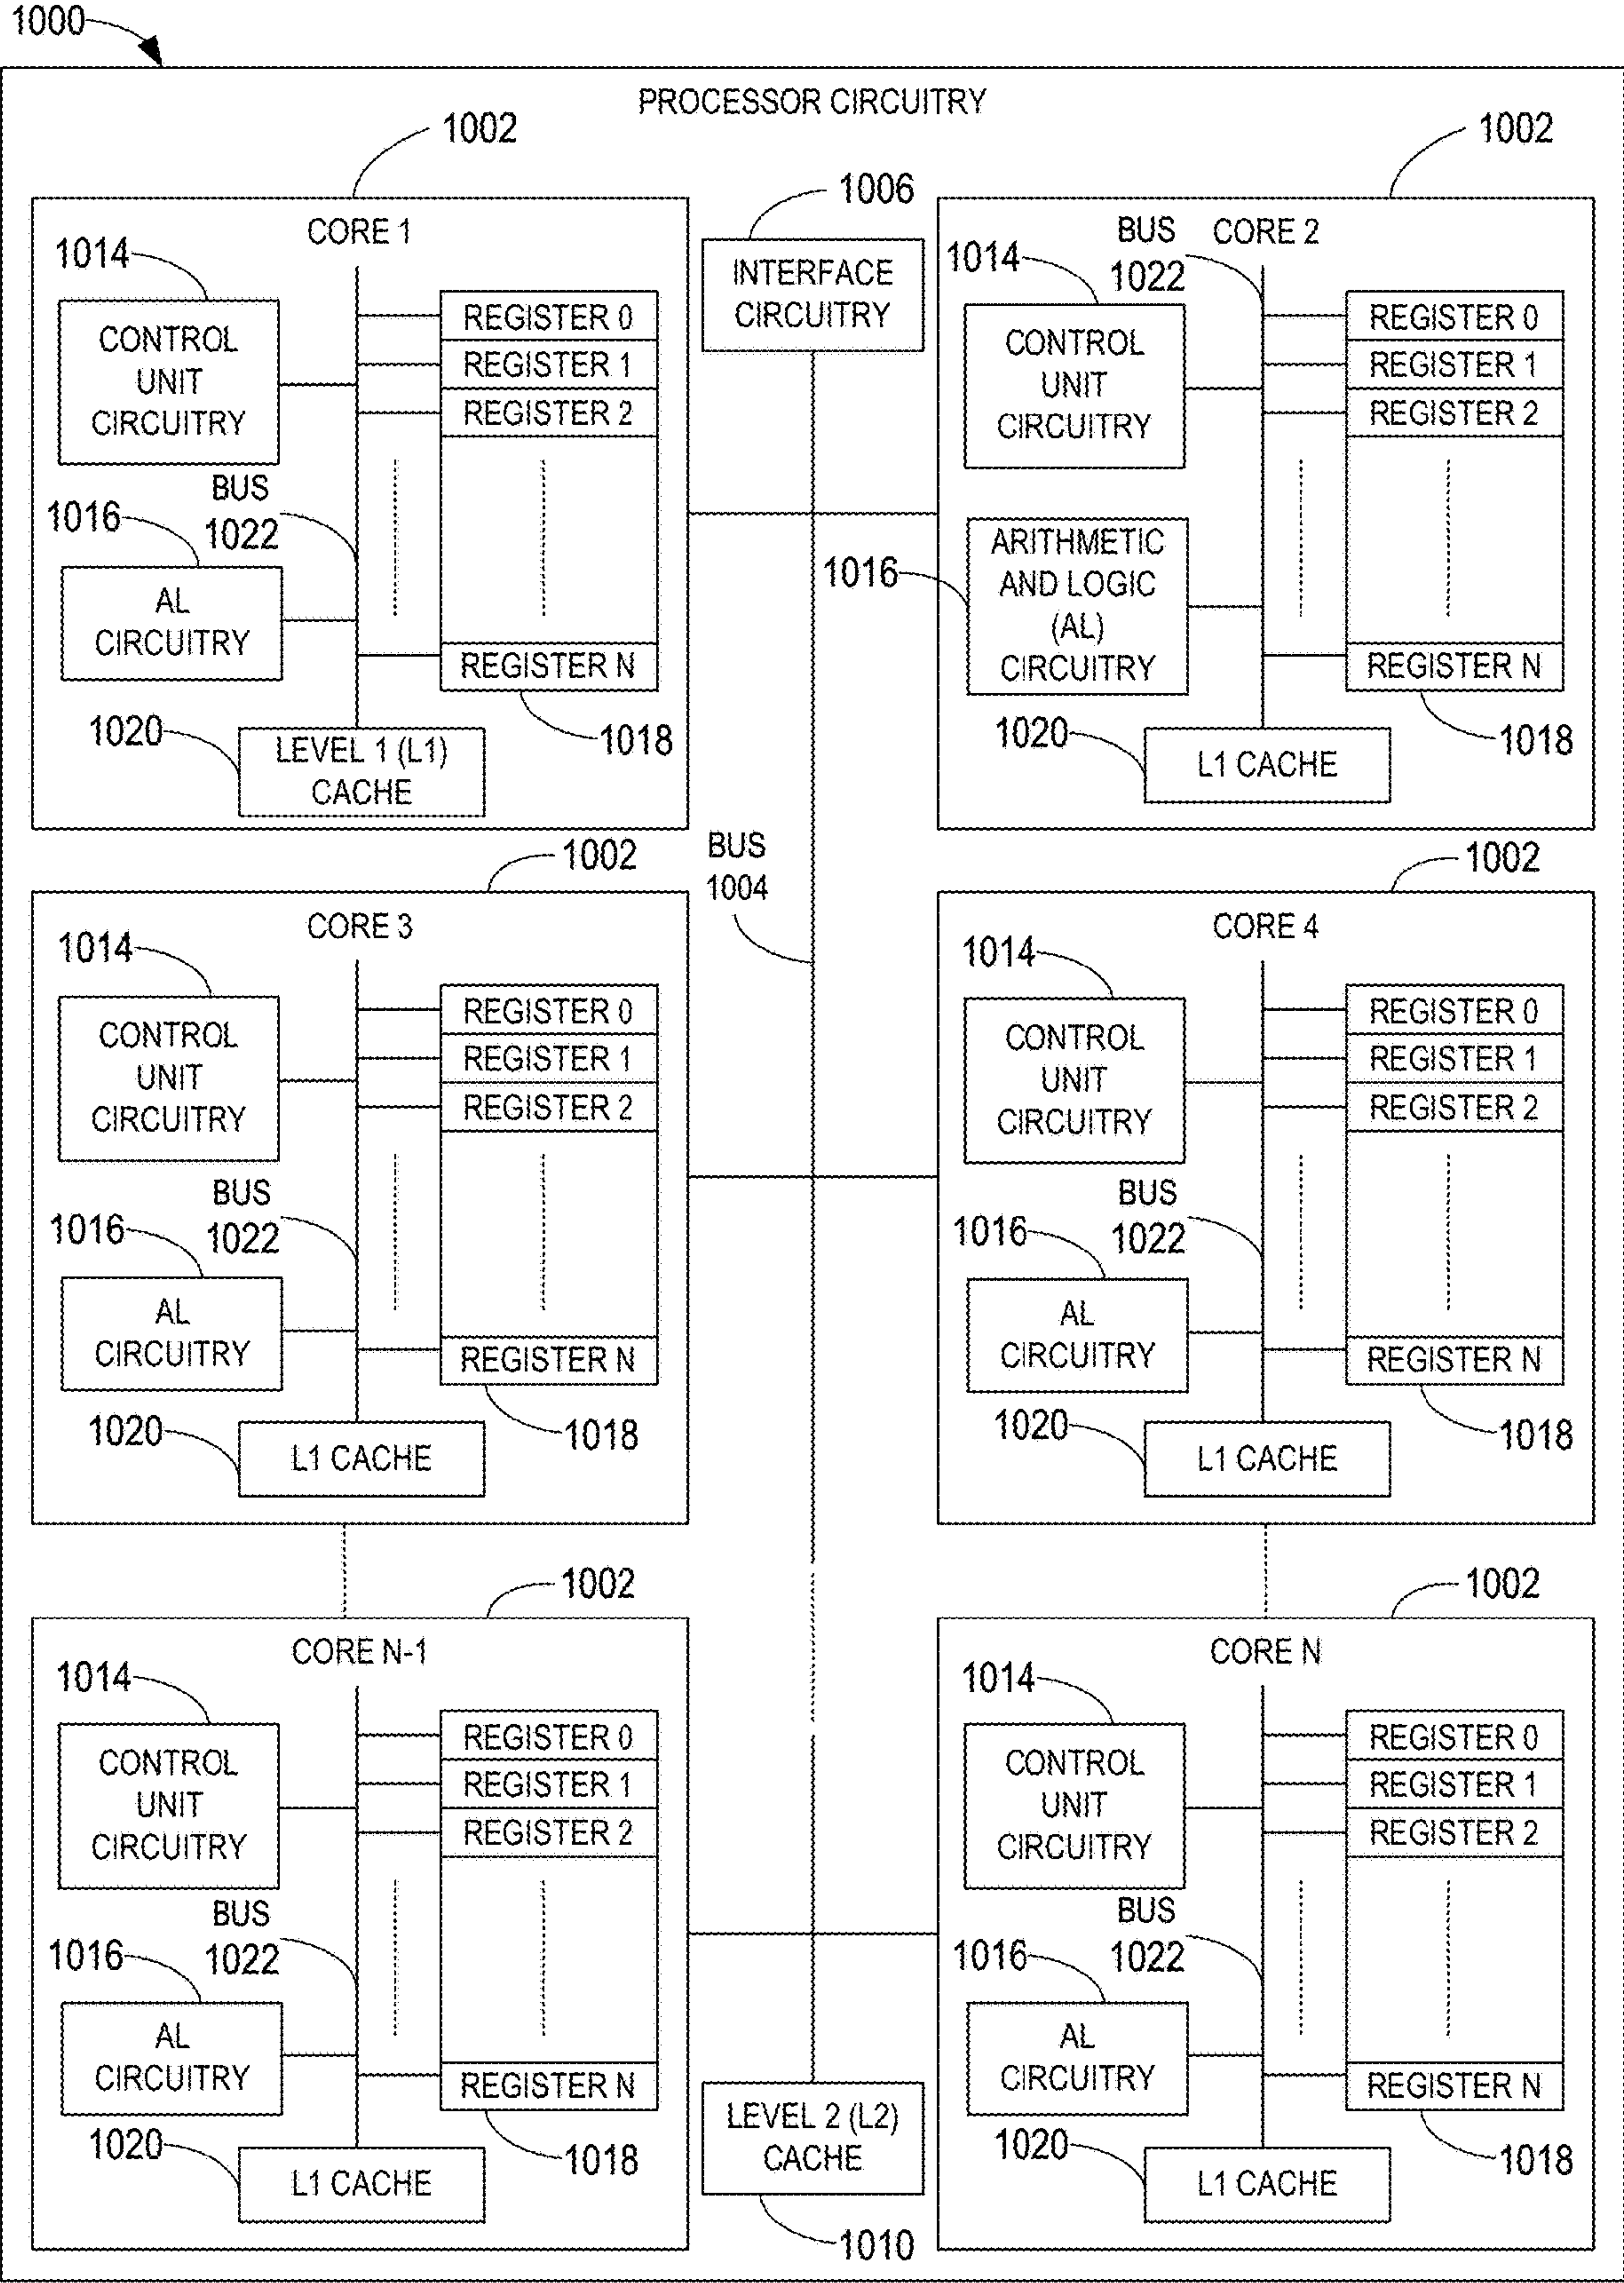 1000
PROCESSOR CIRCUITRY
1002
CORE 1
1014
CONTROL
UNIT
CIRCUITRY
REGISTER 0
REGISTER 1
REGISTER 2
BUS
1022
1016
AL
CIRCUITRY
REGISTER N
1018
1020
LEVEL 1 (L1)
CACHE
1006
INTERFACE
CIRCUITRY
1002
BUS
1022
CORE 2
1014
CONTROL
UNIT
CIRCUITRY
REGISTER 0
REGISTER 1
REGISTER 2
1016
ARITHMETIC
AND LOGIC
(AL)
CIRCUITRY
REGISTER N
1018
1020
L1 CACHE
BUS
1004
1002
CORE 3
1014
CONTROL
UNIT
CIRCUITRY
REGISTER 0
REGISTER 1
REGISTER 2
BUS
1022
1016
AL
CIRCUITRY
REGISTER N
1018
1020
L1 CACHE
1002
CORE 4
1014
CONTROL
UNIT
CIRCUITRY
REGISTER 0
REGISTER 1
REGISTER 2
BUS
1022
1016
AL
CIRCUITRY
REGISTER N
1018
1020
L1 CACHE
1002
CORE N-1
1014
CONTROL
UNIT
CIRCUITRY
REGISTER 0
REGISTER 1
REGISTER 2
BUS
1022
1016
AL
CIRCUITRY
REGISTER N
1018
1020
L1 CACHE
1002
CORE N
1014
CONTROL
UNIT
CIRCUITRY
REGISTER 0
REGISTER 1
REGISTER 2
BUS
1022
1016
AL
CIRCUITRY
REGISTER N
1018
1020
L1 CACHE
LEVEL 2 (L2)
CACHE
1010